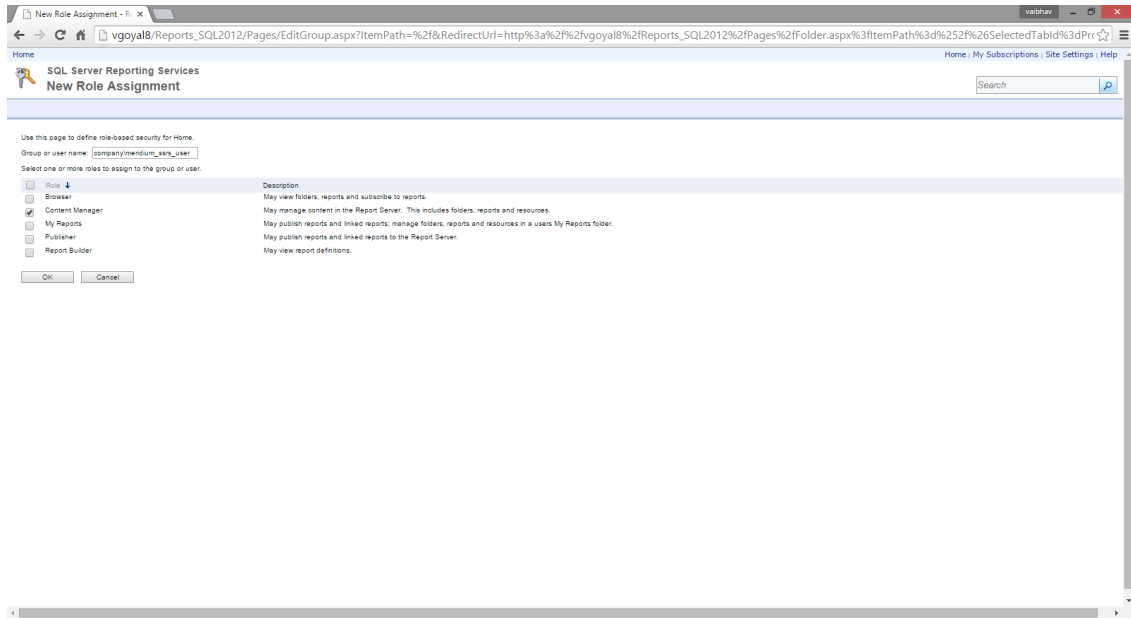 New Role Assignment - R
vaibhav
vgoyal8/Reports_SQL2012/Pages/EditGroup.aspx?ItemPath=%2f&RedirectUrl=http%3a%2f%2fvgoyal8%2fReports_SQL2012%2fPages%2fFolder.aspx%3fItemPath%3d%252f%26SelectedTabId%3dPr
Home
Home | My Subscriptions | Site Settings | Help
SQL Server Reporting Services
New Role Assignment
Search
Use this page to define role-based security for Home.
Group or user name: company\meridium_ssrs_user
Select one or more roles to assign to the group or user.
Role Description
Browser May view folders, reports and subscribe to reports.
Content Manager May manage content in the Report Server. This includes folders, reports and resources.
My Reports May publish reports and linked reports; manage folders, reports and resources in a users My Reports folder.
Publisher May publish reports and linked reports to the Report Server.
Report Builder May view report definitions.
OK Cancel